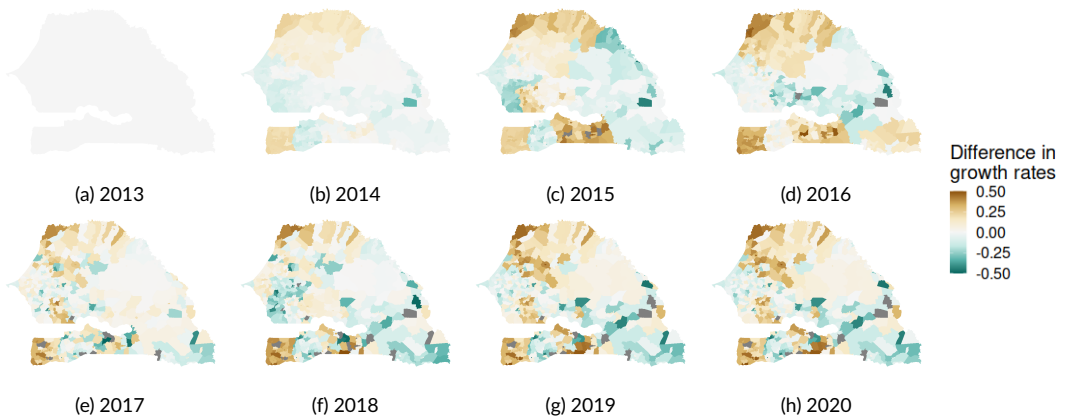 (a) 2013
(b) 2014
(c) 2015
(d) 2016
Difference in
growth rates
0.50
0.25
0.00
-0.25
-0.50
(e) 2017
(f) 2018
(g) 2019
(h) 2020